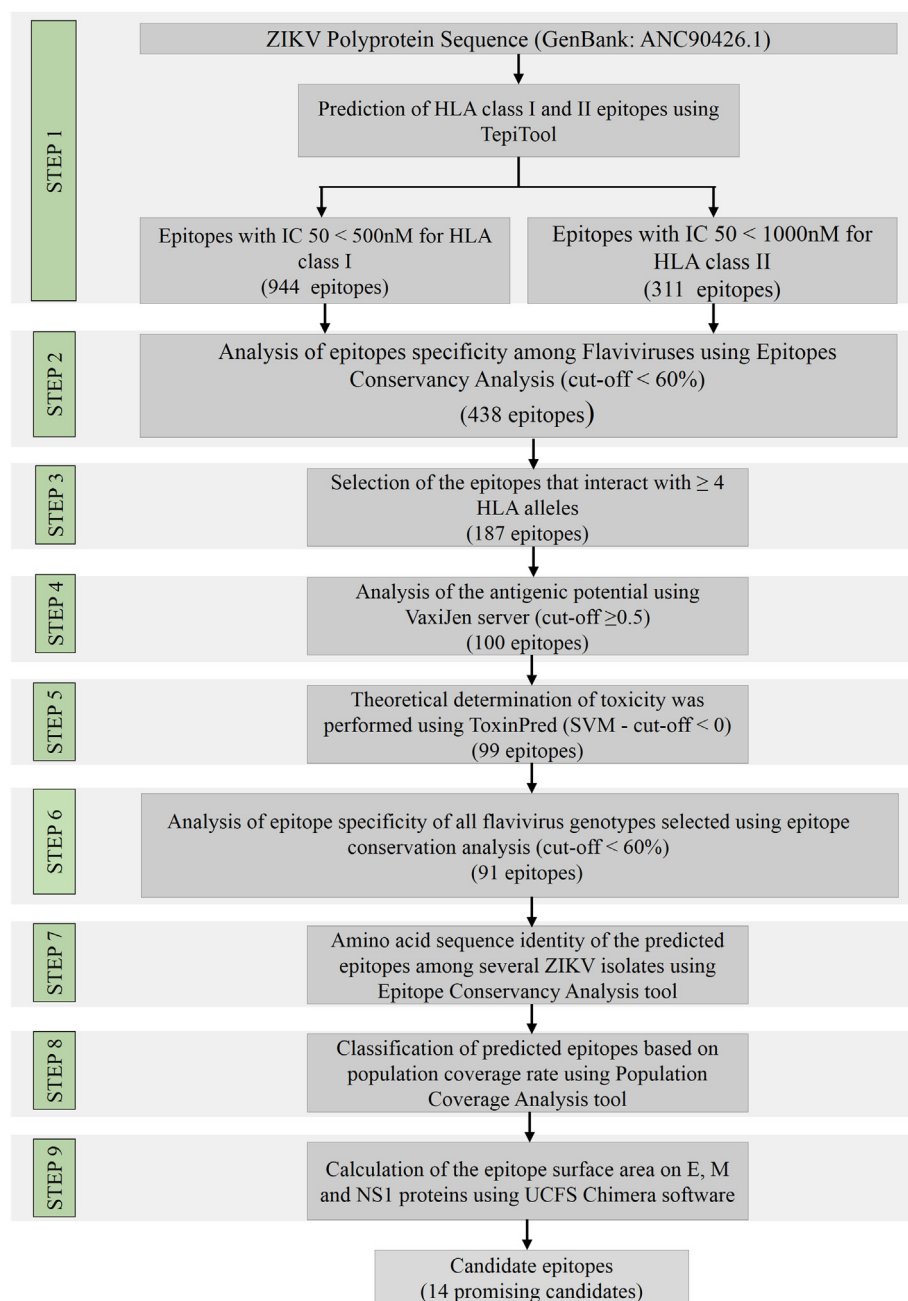 STEP 1
ZIKV Polyprotein Sequence (GenBank: ANC90426.1)
Prediction of HLA class I and II epitopes using
TepiTool
Epitopes with IC 50 < 500nM for HLA
class I
(944 epitopes)
Epitopes with IC 50 < 1000nM for
HLA class II
(311 epitopes)
STEP 2
Analysis of epitopes specificity among Flaviviruses using Epitopes
Conservancy Analysis (cut-off < 60%)
(438 epitopes)
STEP 3
Selection of the epitopes that interact with ≥ 4
HLA alleles
(187 epitopes)
STEP 4
Analysis of the antigenic potential using
VaxiJen server (cut-off ≥0.5)
(100 epitopes)
STEP 5
Theoretical determination of toxicity was
performed using ToxinPred (SVM - cut-off < 0)
(99 epitopes)
STEP 6
Analysis of epitope specificity of all flavivirus genotypes selected using epitope
conservation analysis (cut-off < 60%)
(91 epitopes)
STEP 7
Amino acid sequence identity of the predicted
epitopes among several ZIKV isolates using
Epitope Conservancy Analysis tool
STEP 8
Classification of predicted epitopes based on
population coverage rate using Population
Coverage Analysis tool
STEP 9
Calculation of the epitope surface area on E, M
and NS1 proteins using UCFS Chimera software
Candidate epitopes
(14 promising candidates)